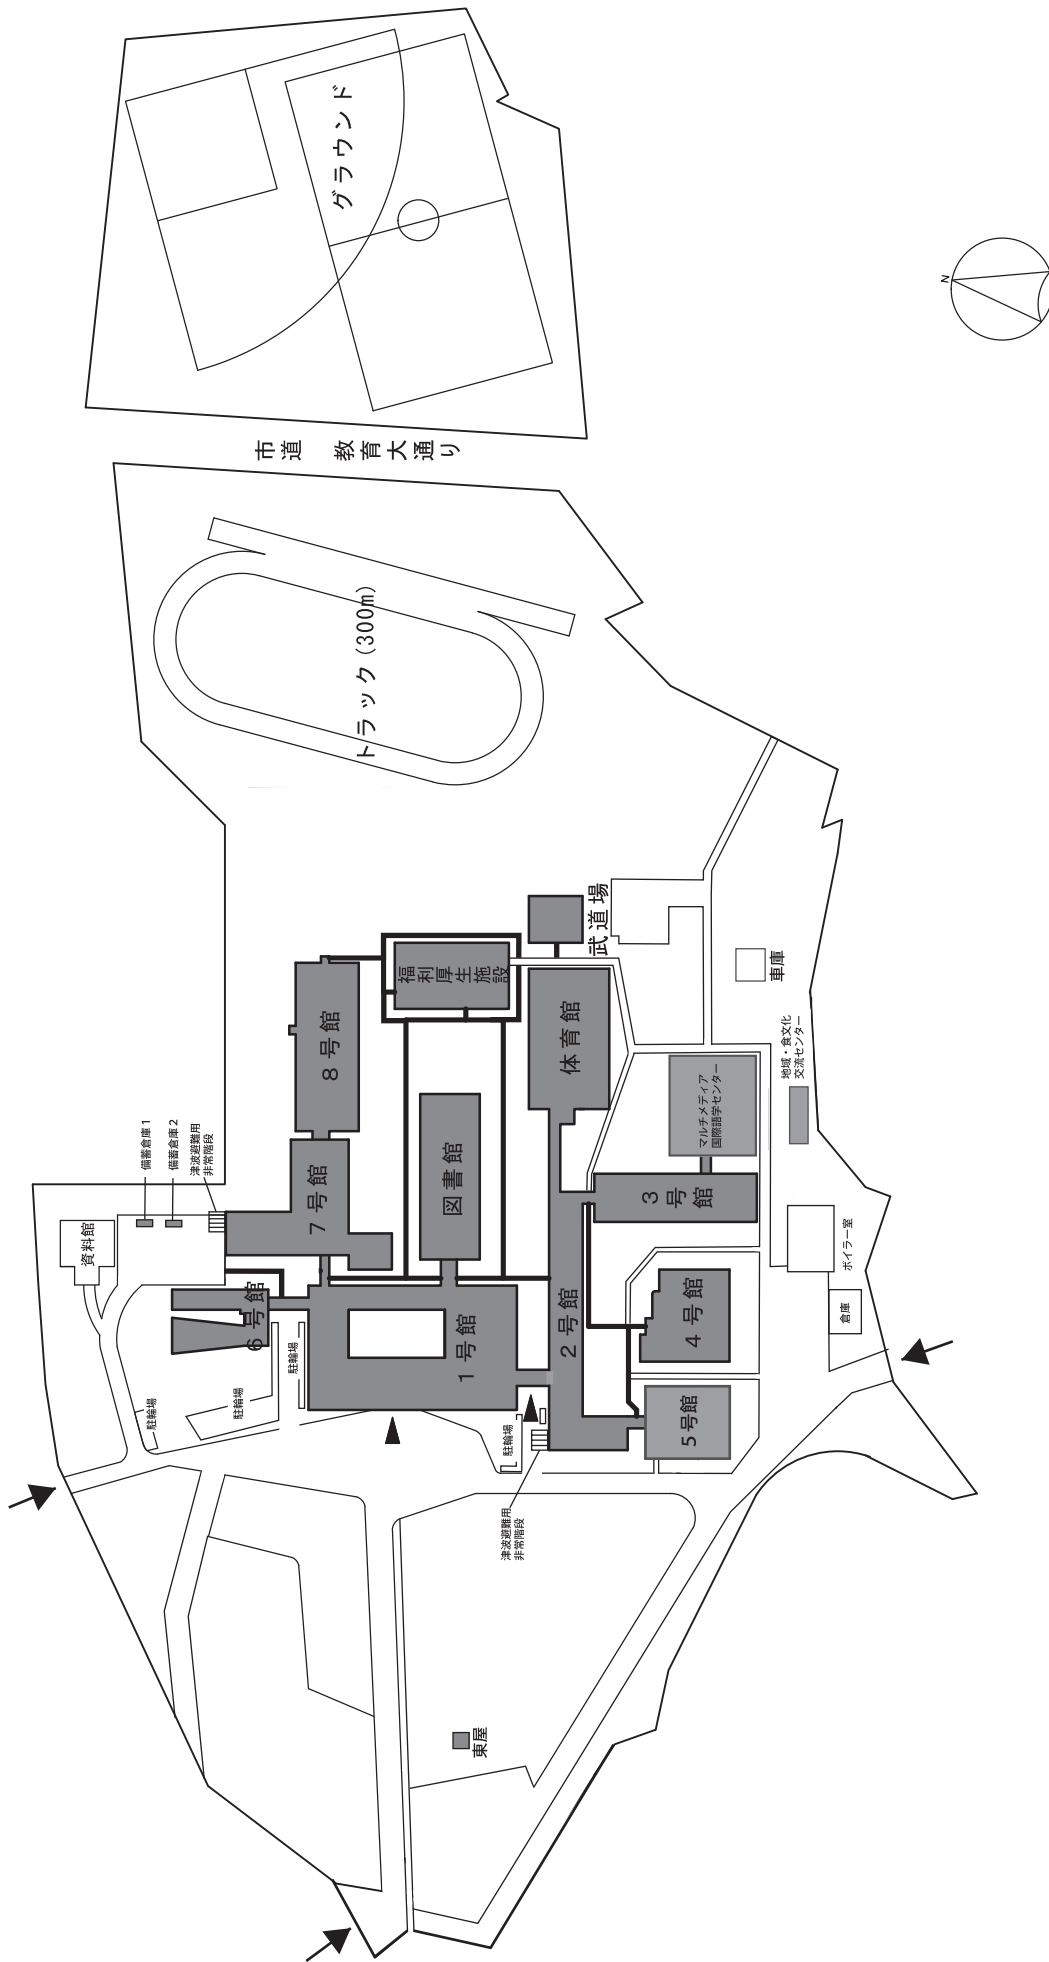 グラウンド
N
市道　教育大通り
トラック(300m)
武道場
福利厚生施設
車庫
8号館
体育館
地域・食文化
交流センター
マルチメディア
国際語学センター
備蓄倉庫1
備蓄倉庫2
津波避難用
非常階段
7号館
図書館
3号館
資料館
ボイラー室
6号館
2号館
4号館
倉庫
1号館
駐輪場
駐輪場
駐輪場
駐輪場
5号館
津波避難用
非常階段
東屋